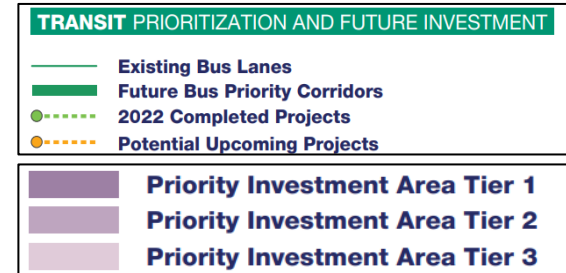 TRANSIT PRIORITIZATION AND FUTURE INVESTMENT
Existing Bus Lanes
Future Bus Priority Corridors
2022 Completed Projects
Potential Upcoming Projects
Priority Investment Area Tier 1
Priority Investment Area Tier 2
Priority Investment Area Tier 3